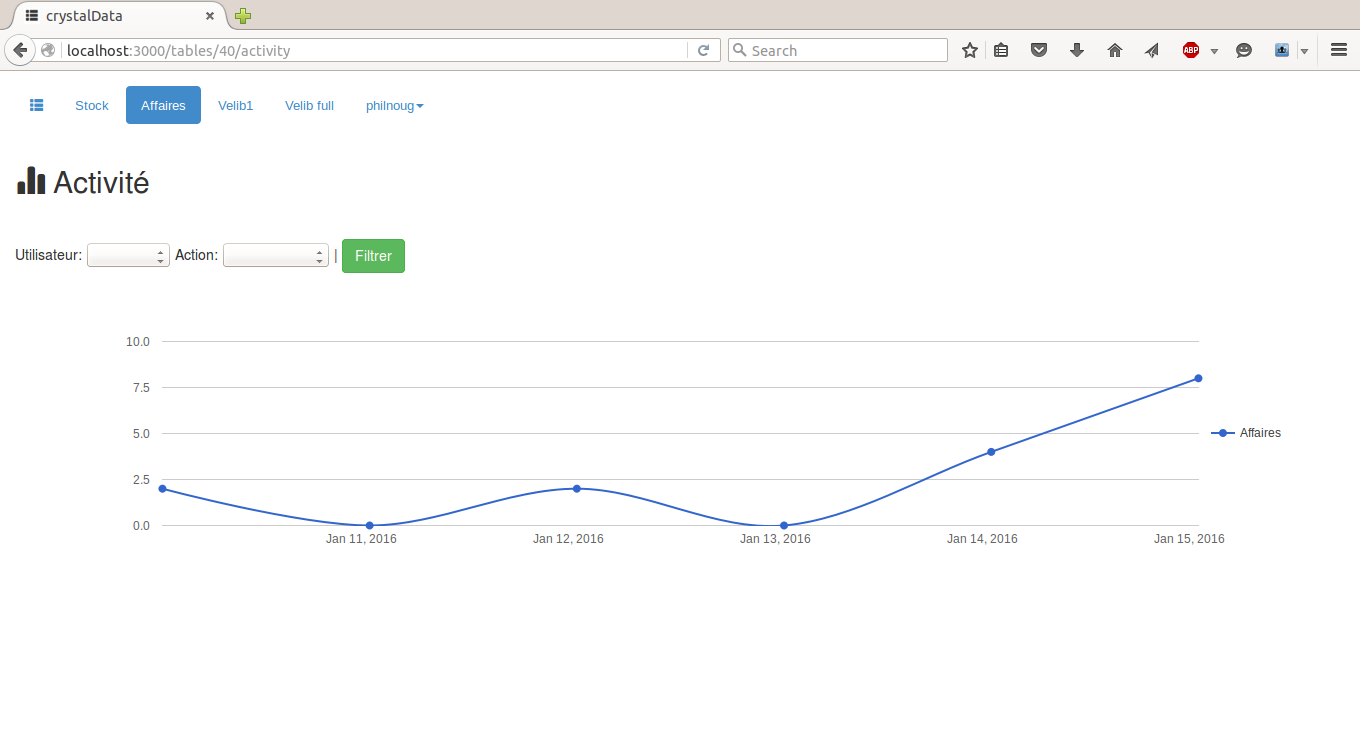 crystalData
localhost:3000/tables/40/activity
Search
ABP
Stock Affaires Velib1 Velib full philnoug
Activité
Utilisateur: Action: | Filtrer
10.0
7.5
5.0
Affaires
2.5
0.0
Jan 11, 2016 Jan 12, 2016 Jan 13, 2016 Jan 14, 2016 Jan 15, 2016